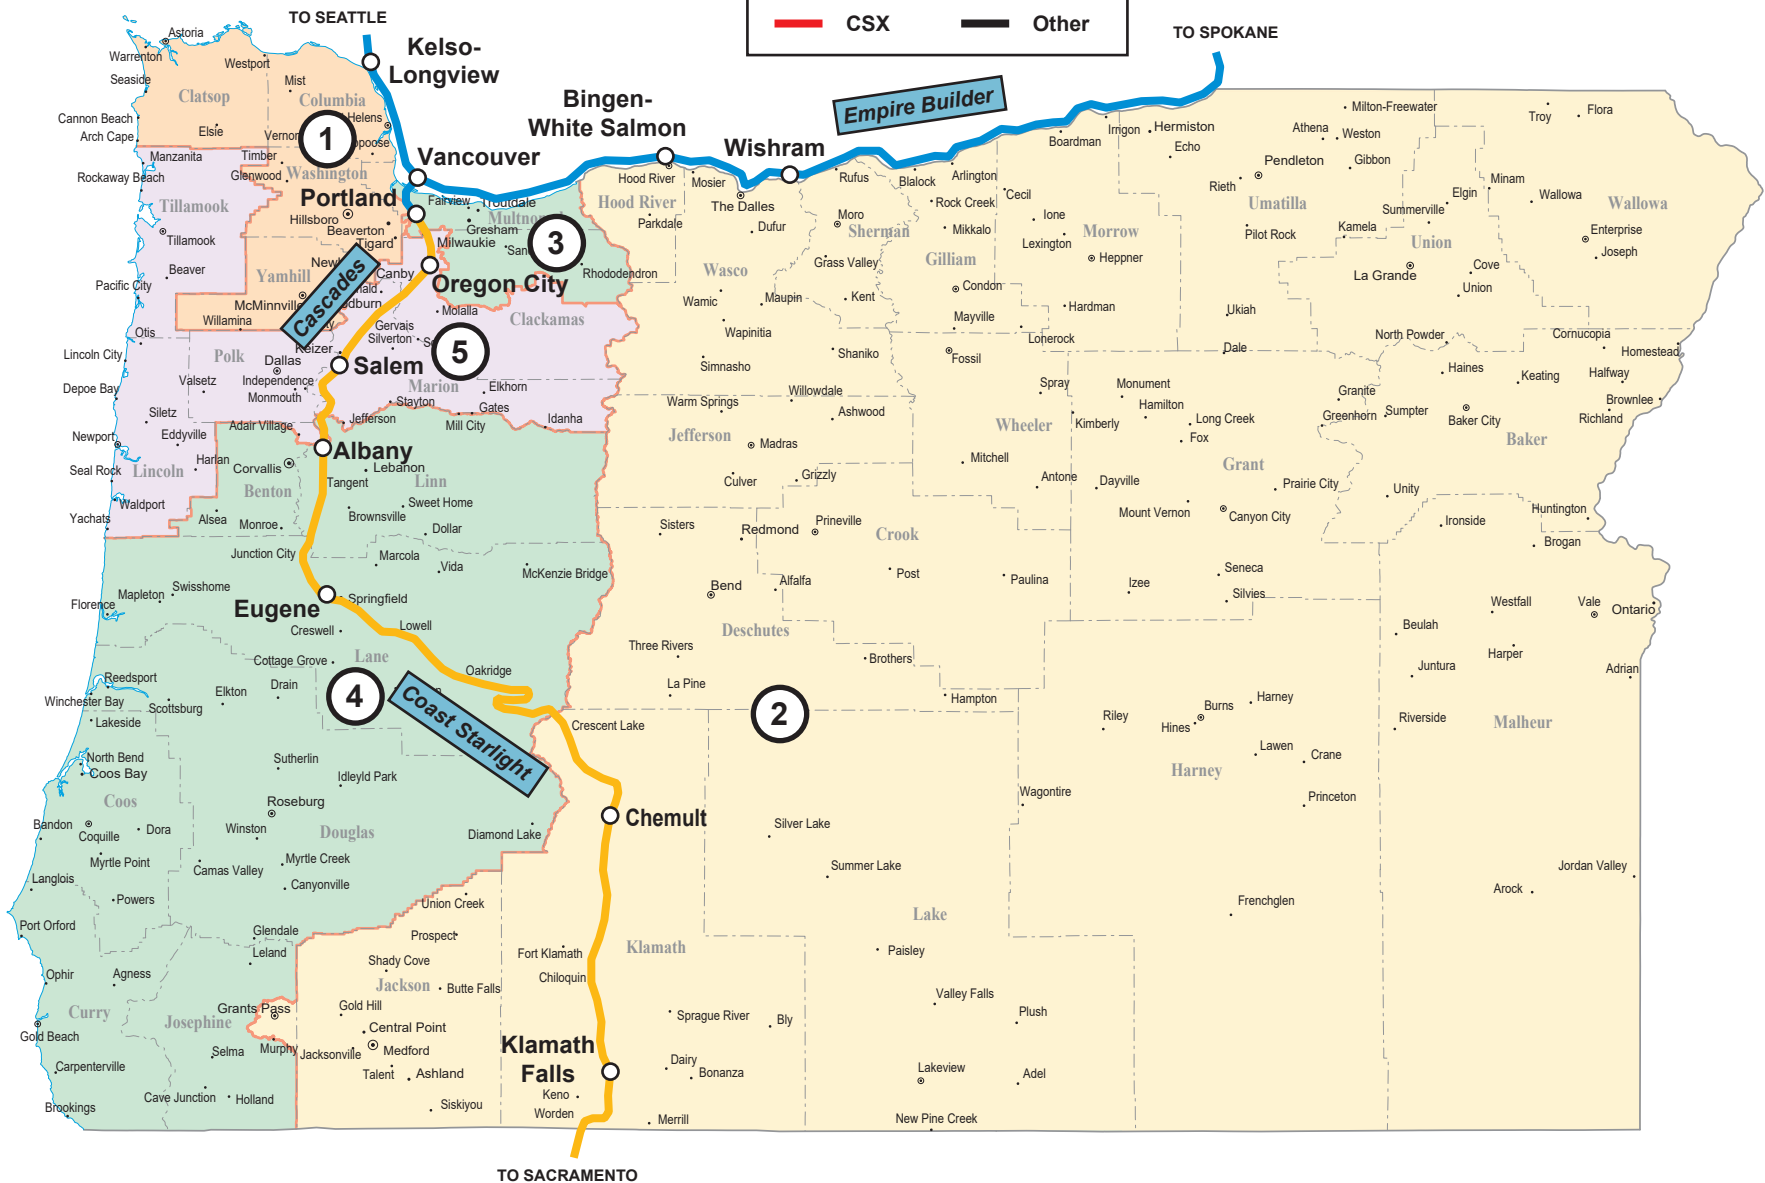 CSX
Other
TO SEATTLE
TO SPOKANE
Kelso-
Longview
Bingen-
White Salmon
Wishram
Vancouver
Portland
Oregon City
Salem
Albany
Eugene
Chemult
Klamath
Falls
TO SACRAMENTO
Empire Builder
Cascades
Coast Starlight
1
2
3
4
5
Clatsop
Columbia
Washington
Tillamook
Yamhill
Polk
Lincoln
Benton
Linn
Marion
Clackamas
Hood River
Wasco
Sherman
Gilliam
Morrow
Umatilla
Union
Wallowa
Baker
Grant
Wheeler
Jefferson
Crook
Deschutes
Lane
Douglas
Coos
Curry
Josephine
Jackson
Klamath
Lake
Harney
Malheur
Astoria
Warrenton
Seaside
Westport
Mist
Cannon Beach
Arch Cape
Elsie
Helens
Manzanita
Timber
Glenwood
Rockaway Beach
Hillsboro
Beaverton
Tigard
Tillamook
Beaver
Pacific City
McMinnville
Willamina
Otis
Lincoln City
Depoe Bay
Dallas
Independence
Monmouth
Valsetz
Siletz
Newport
Eddyville
Seal Rock
Harlan
Waldport
Yachats
Fairview
Troutdale
Gresham
Milwaukie
Rhododendron
Canby
Molalla
Gervais
Silverton
Keizer
Elkhorn
Stayton
Gates
Mill City
Idanha
Jefferson
Adair Village
Corvallis
Lebanon
Tangent
Sweet Home
Brownsville
Dollar
Alsea
Monroe
Junction City
Marcola
Vida
McKenzie Bridge
Swisshome
Mapleton
Florence
Springfield
Creswell
Lowell
Cottage Grove
Oakridge
Reedsport
Winchester Bay
Scottsburg
Elkton
Drain
Lakeside
North Bend
Coos Bay
Sutherlin
Idleyld Park
Roseburg
Winston
Diamond Lake
Bandon
Coquille
Dora
Myrtle Point
Camas Valley
Myrtle Creek
Canyonville
Langlois
Powers
Port Orford
Glendale
Leland
Ophir
Agness
Gold Beach
Grants Pass
Selma
Murphy
Carpenterville
Cave Junction
Holland
Brookings
Union Creek
Prospect
Shady Cove
Butte Falls
Gold Hill
Central Point
Medford
Jacksonville
Talent
Ashland
Siskiyou
Crescent Lake
Fort Klamath
Chiloquin
Sprague River
Bly
Dairy
Bonanza
Keno
Worden
Merrill
Hood River
Mosier
The Dalles
Dufur
Parkdale
Rufus
Moro
Grass Valley
Kent
Wamic
Maupin
Wapinitia
Simnasho
Shaniko
Willowdale
Warm Springs
Ashwood
Madras
Culver
Grizzly
Sisters
Redmond
Prineville
Bend
Alfalfa
Post
Paulina
Three Rivers
Brothers
La Pine
Hampton
Silver Lake
Summer Lake
Wagontire
Paisley
Valley Falls
Plush
Lakeview
Adel
New Pine Creek
Blalock
Arlington
Rock Creek
Mikkalo
Condon
Mayville
Fossil
Lonerock
Cecil
Ione
Lexington
Heppner
Hardman
Boardman
Irrigon
Hermiston
Echo
Milton-Freewater
Athena
Weston
Gibbon
Pendleton
Rieth
Pilot Rock
Ukiah
Dale
Troy
Flora
Minam
Elgin
Wallowa
Summerville
Kamela
Enterprise
Joseph
La Grande
Cove
Union
North Powder
Cornucopia
Homestead
Haines
Keating
Halfway
Granite
Sumpter
Greenhorn
Baker City
Brownlee
Richland
Spray
Monument
Hamilton
Kimberly
Long Creek
Fox
Mitchell
Antone
Dayville
Mount Vernon
Canyon City
Prairie City
Unity
Ironside
Huntington
Brogan
Izee
Seneca
Silvies
Westfall
Vale
Ontario
Beulah
Harper
Juntura
Adrian
Riley
Hines
Burns
Harney
Lawen
Crane
Princeton
Riverside
Frenchglen
Arock
Jordan Valley